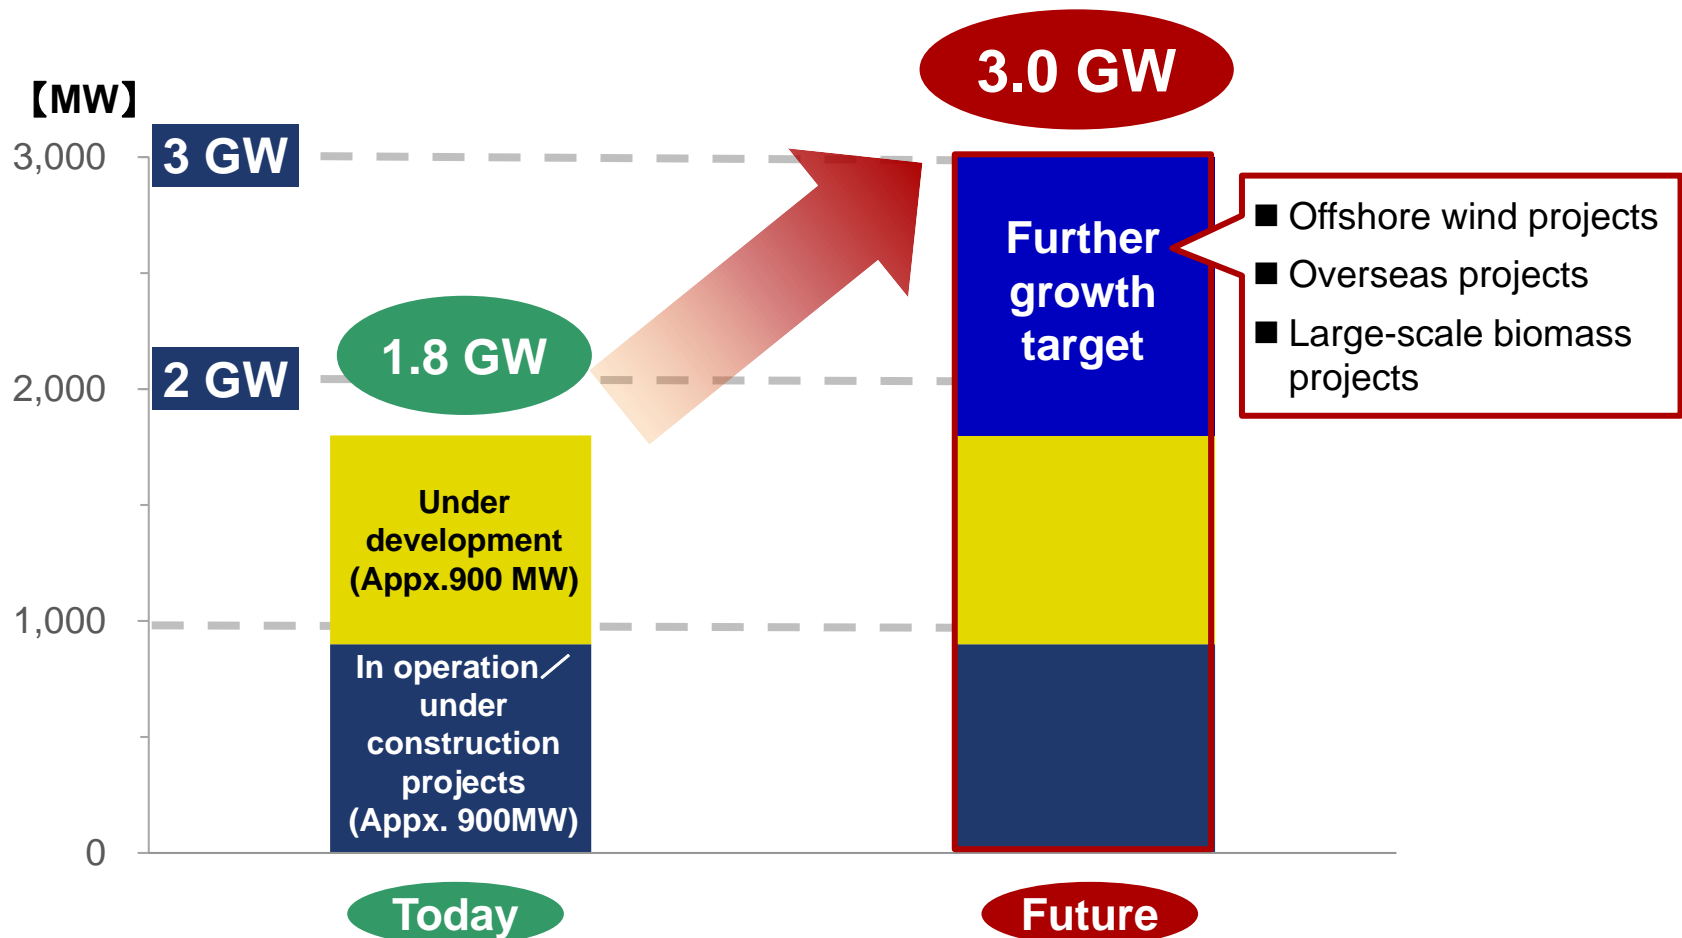 【MW】
3,000
2,000
1,000
0
3 GW
2 GW
1.8 GW
Under
development
(Appx.900 MW)
In operation／
under
construction
projects
(Appx. 900MW)
Today
3.0 GW
Further
growth
target
■ Offshore wind projects
■ Overseas projects
■ Large-scale biomass
projects
Future